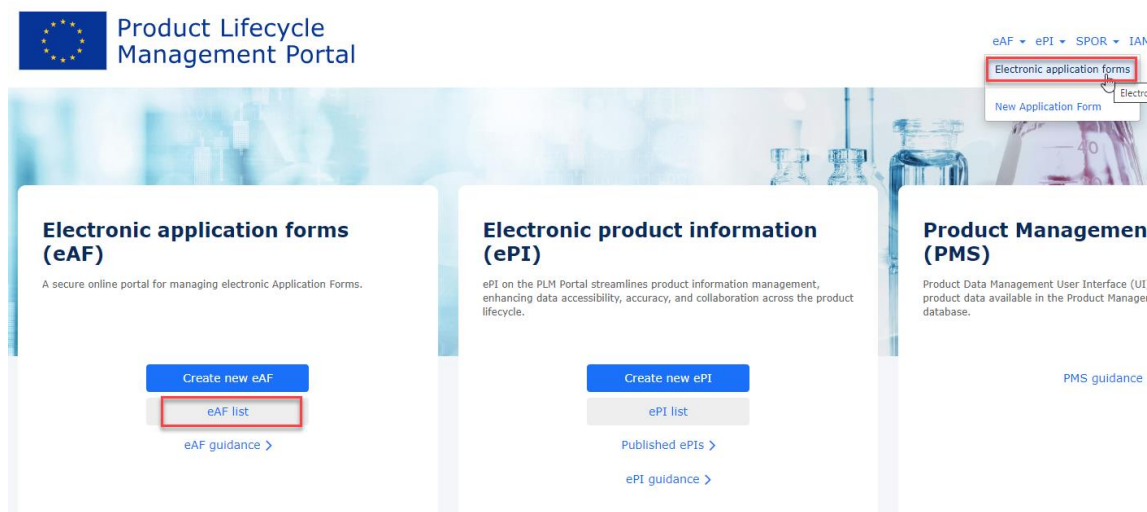 Product Lifecycle
Management Portal
eAF ePI SPOR IAM
Electronic application forms
Electro
New Application Form
40
Electronic application forms
(eAF)
A secure online portal for managing electronic Application Forms.
Create new eAF
eAF list
eAF guidance >
Electronic product information
(ePI)
ePI on the PLM Portal streamlines product information management,
enhancing data accessibility, accuracy, and collaboration across the product
lifecycle.
Create new ePI
ePI list
Published ePIs >
ePI guidance >
Product Managemen
(PMS)
Product Data Management User Interface (UI)
product data available in the Product Manage
database.
PMS guidance